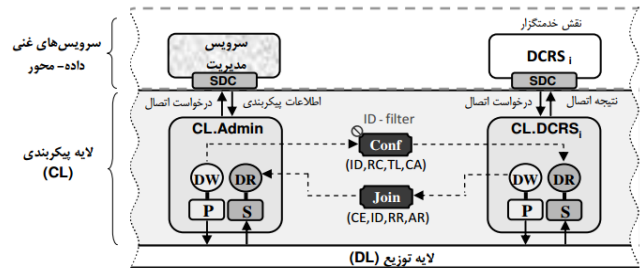 سرویس‌های غنی
داده- محور
سرویس
مدیریت
SDC
نقش خدمتگزار
DCRS i
SDC
درخواست اتصال
اطلاعات پیکربندی
درخواست اتصال
نتیجه اتصال
لایه پیکربندی
(CL)
CL.Admin
DW
DR
P
S
ID - filter
Conf
(ID,RC,TL,CA)
Join
(CE,ID,RR,AR)
CL.DCRSi
DW
DR
P
S
لایه توزیع (DL)